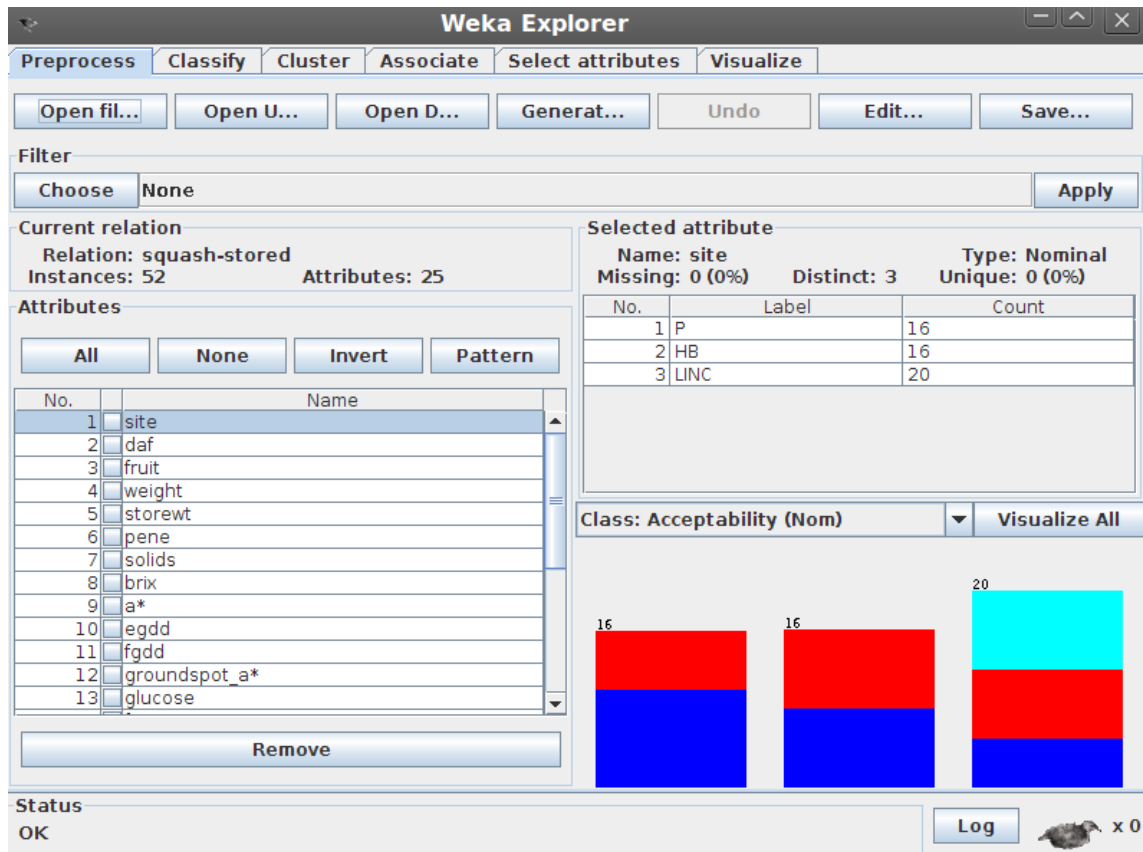 Weka Explorer
Preprocess Classify Cluster Associate Select attributes Visualize
Open fil... Open U... Open D... Generat... Undo Edit... Save...
Filter
Choose None Apply
Current relation
Relation: squash-stored
Instances: 52 Attributes: 25
Attributes
All None Invert Pattern
No. Name
1 site
2 daf
3 fruit
4 weight
5 storewt
6 pene
7 solids
8 brix
9 a*
10 egdd
11 fgdd
12 groundspot_a*
13 glucose
Remove
Selected attribute
Name: site Type: Nominal
Missing: 0 (0%) Distinct: 3 Unique: 0 (0%)
No. Label Count
1 P 16
2 HB 16
3 LINC 20
Class: Acceptability (Nom) Visualize All
16 16 20
Status
OK
Log x 0